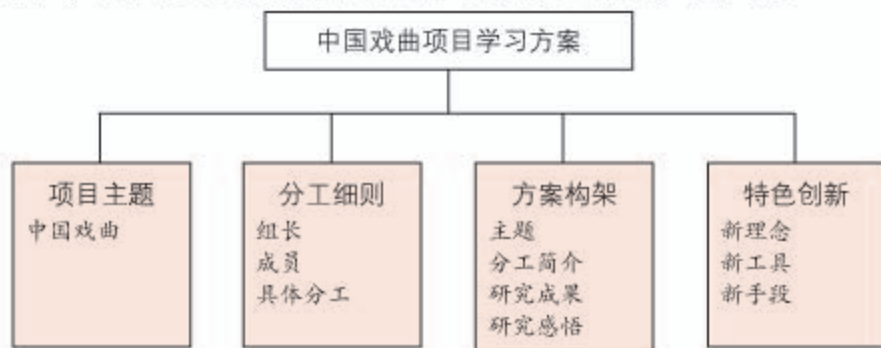 中国戏曲项目学习方案
项目主题
中国戏曲
分工细则
组长
成员
具体分工
方案构架
主题
分工简介
研究成果
研究感悟
特色创新
新理念
新工具
新手段